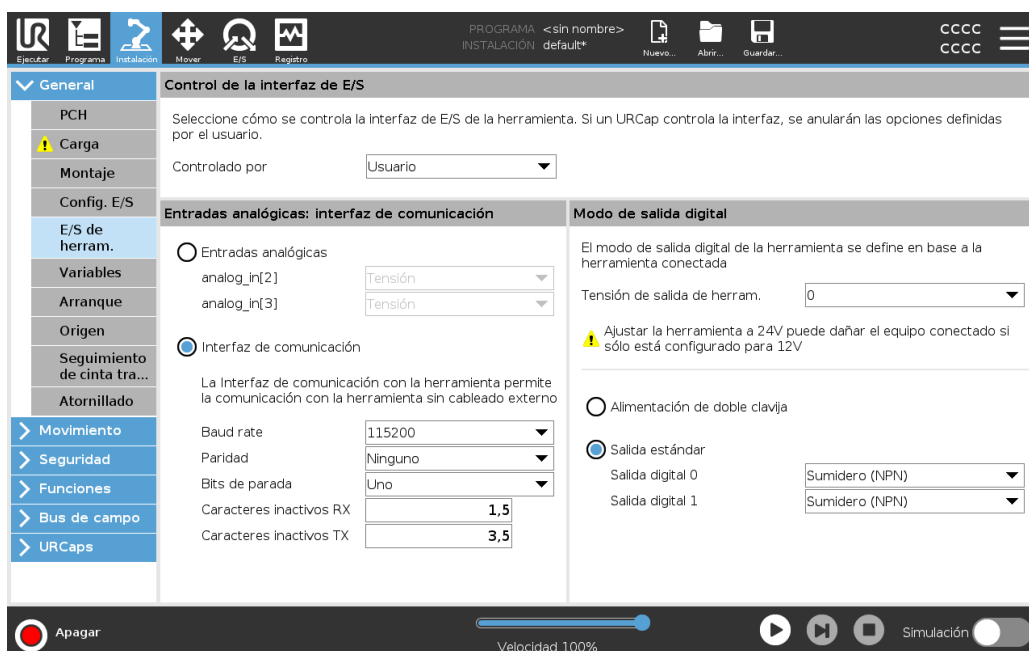 PROGRAMA <sin nombre>
INSTALACIÓN default*
UR
Ejecutar
Programa
Instalación
Mover
E/S
Registro
Nuevo...
Abrir...
Guardar...
cccc
cccc
General
PCH
Carga
Montaje
Config. E/S
E/S de
herram.
Variables
Arranque
Origen
Seguimiento
de cinta tra...
Atornillado
Movimiento
Seguridad
Funciones
Bus de campo
URCaps
Control de la interfaz de E/S
Seleccione cómo se controla la interfaz de E/S de la herramienta. Si un URCap controla la interfaz, se anularán las opciones definidas
por el usuario.
Controlado por Usuario
Entradas analógicas: interfaz de comunicación
Entradas analógicas
analog_in[2] Tensión
analog_in[3] Tensión
Interfaz de comunicación
La Interfaz de comunicación con la herramienta permite
la comunicación con la herramienta sin cableado externo
Baud rate 115200
Paridad Ninguno
Bits de parada Uno
Caracteres inactivos RX 1,5
Caracteres inactivos TX 3,5
Modo de salida digital
El modo de salida digital de la herramienta se define en base a la
herramienta conectada
Tensión de salida de herram. 0
Ajustar la herramienta a 24V puede dañar el equipo conectado si
sólo está configurado para 12V
Alimentación de doble clavija
Salida estándar
Salida digital 0 Sumidero (NPN)
Salida digital 1 Sumidero (NPN)
Apagar
Velocidad 100%
Simulación